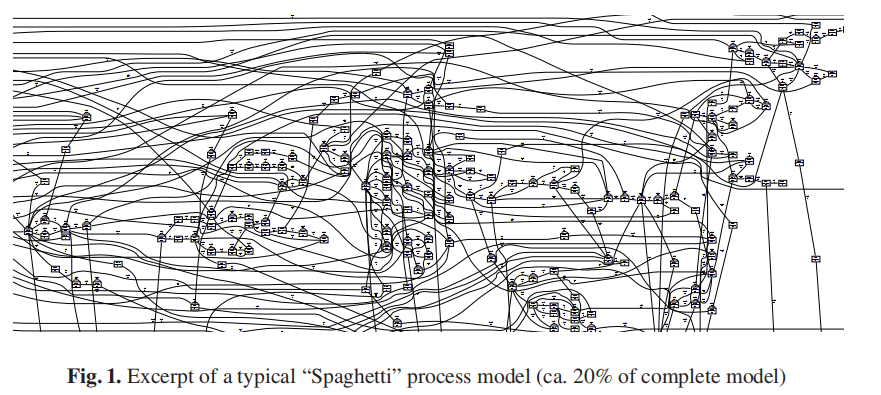 Fig. 1. Excerpt of a typical “Spaghetti” process model (ca. 20% of complete model)